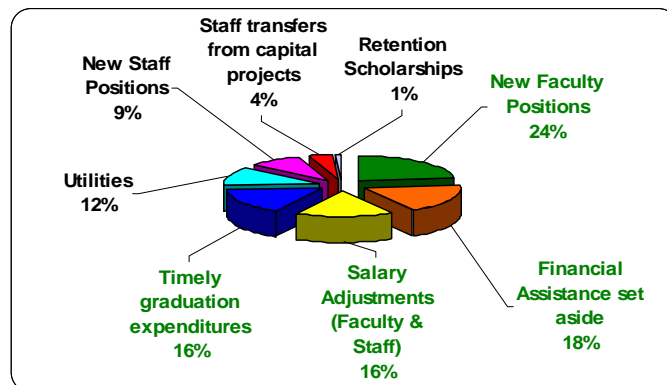 Staff transfers
from capital
projects
4%
Retention
Scholarships
1%
New Staff
Positions
9%
New Faculty
Positions
24%
Utilities
12%
Timely
graduation
expenditures
16%
Salary
Adjustments
(Faculty &
Staff)
16%
Financial
Assistance set
aside
18%